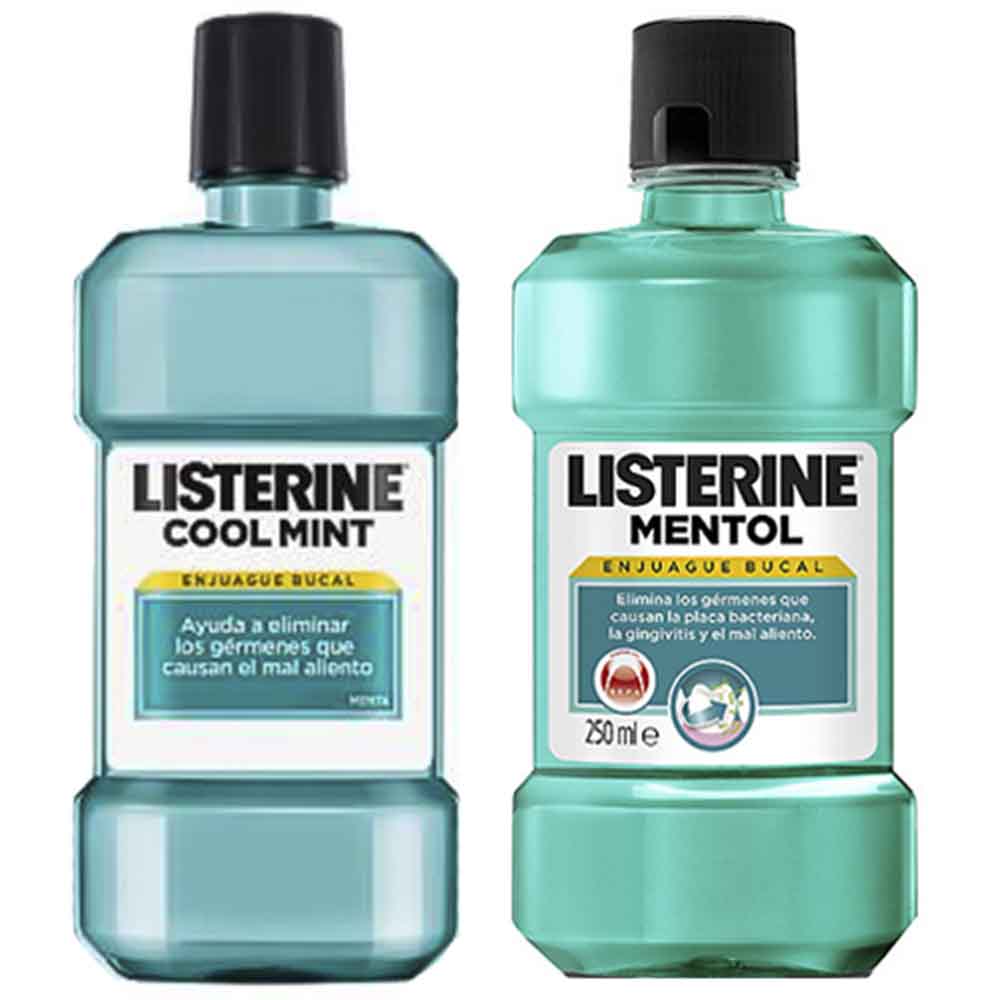 LISTERINE
COOL MINT
ENJUAGUE BUCAL
Ayuda a eliminar
los gérmenes que
causan el mal aliento
MENTA
LISTERINE
MENTOL
ENJUAGUE BUCAL
Elimina los gérmenes que
causan la placa bacteriana,
la gingivitis y el mal aliento.
250 ml e